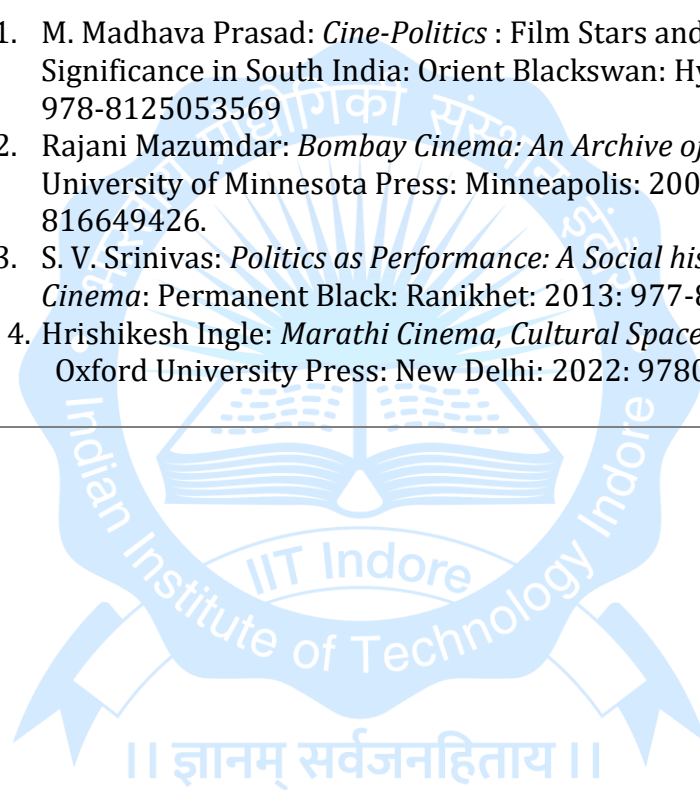 1. M. Madhava Prasad: Cine-Politics : Film Stars and
Significance in South India: Orient Blackswan: Hy
978-8125053569
2. Rajani Mazumdar: Bombay Cinema: An Archive of
University of Minnesota Press: Minneapolis: 200
816649426.
3. S. V. Srinivas: Politics as Performance: A Social his
Cinema: Permanent Black: Ranikhet: 2013: 977-8
4. Hrishikesh Ingle: Marathi Cinema, Cultural Space
Oxford University Press: New Delhi: 2022: 9780
भारतीय प्रौद्योगिकी संस्थान इंदौर
IIT Indore
Indian Institute of Technology Indore
।। ज्ञानम् सर्वजनहिताय ।।